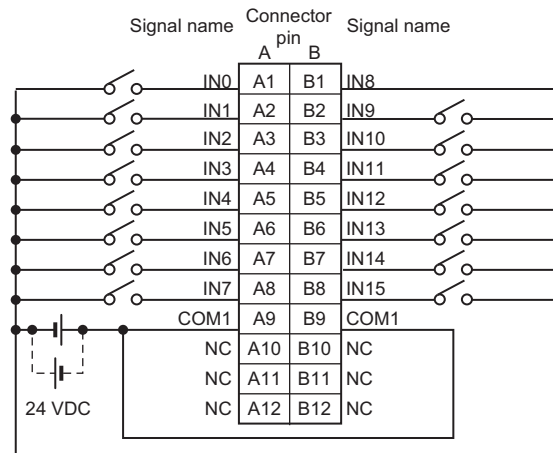 Signal name Connector pin Signal name
A B
IN0 A1 B1 IN8
IN1 A2 B2 IN9
IN2 A3 B3 IN10
IN3 A4 B4 IN11
IN4 A5 B5 IN12
IN5 A6 B6 IN13
IN6 A7 B7 IN14
IN7 A8 B8 IN15
COM1 A9 B9 COM1
NC A10 B10 NC
NC A11 B11 NC
24 VDC NC A12 B12 NC